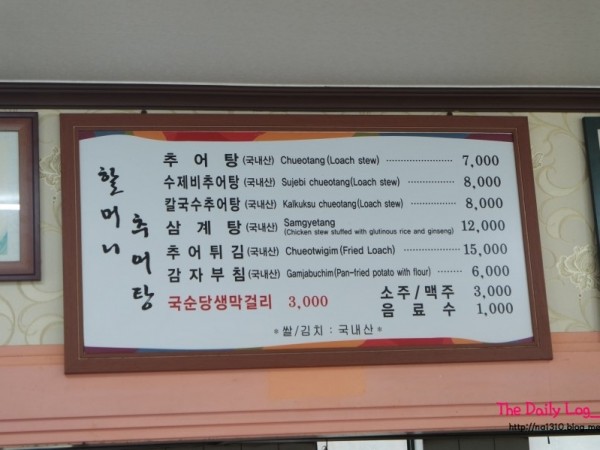 할머니
추어탕
추어탕 (국내산) Chueotang (Loach stew) 7,000
수제비추어탕 (국내산) Sujebi chueotang (Loach stew) 8,000
칼국수추어탕 (국내산) Kalkuksu chueotang (Loach stew) 8,000
삼계탕 (국내산) Samgyetang 12,000
(Chicken stew stuffed with glutinous rice and ginseng)
추어튀김 (국내산) Chueotwigim (Fried Loach) 15,000
감자부침 (국내산) Gamjabuchim (Pan-fried potato with flour) 6,000
국순당생막걸리 3,000 소주/맥주 3,000
음료수 1,000
*쌀/김치 : 국내산*
The Daily Log_
http://no1310.blog.me